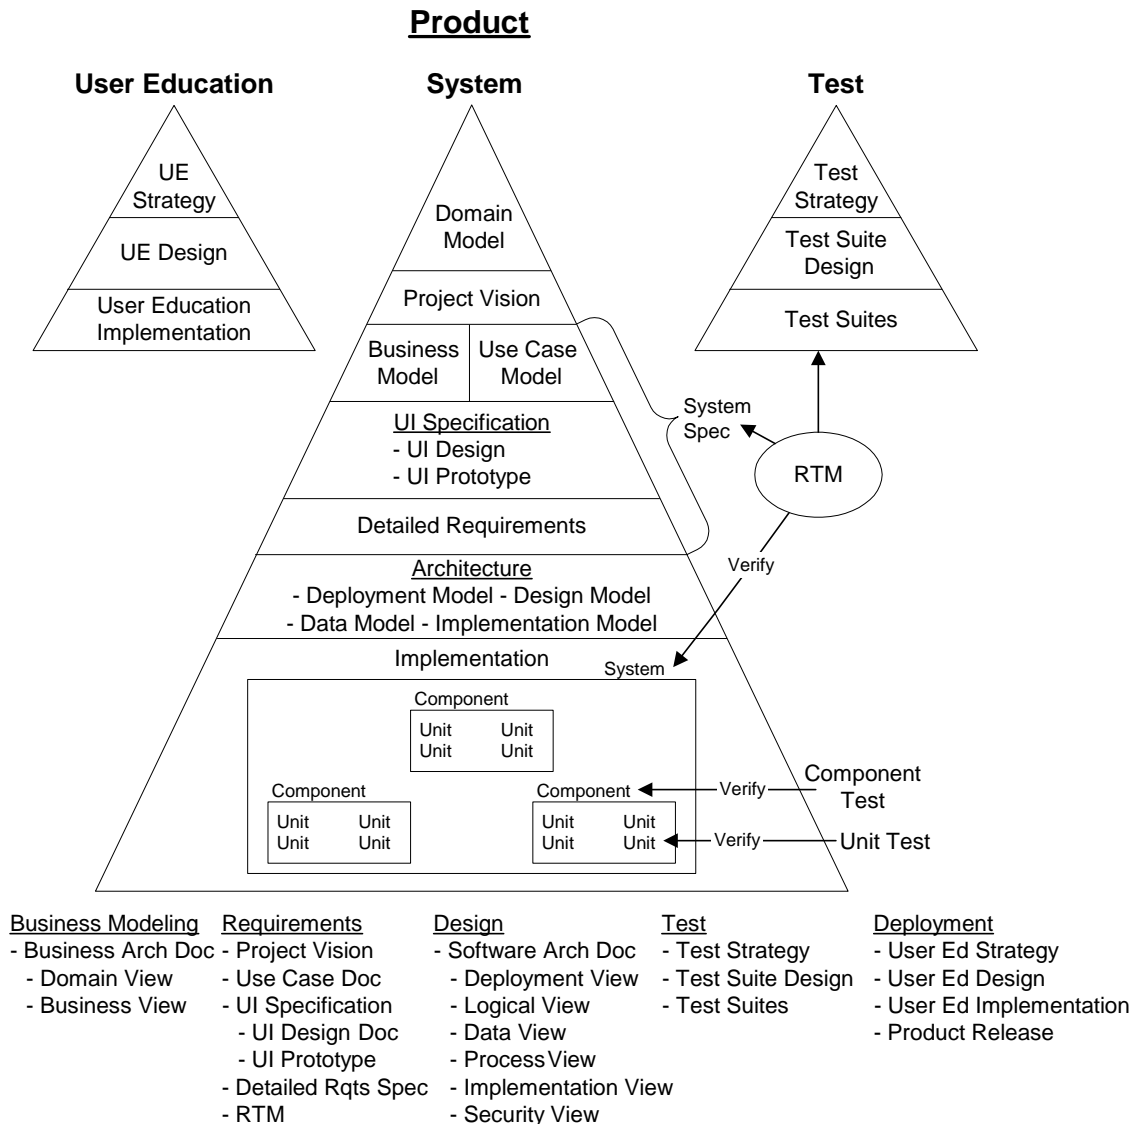 Product
User Education
System
Test
UE
Strategy
UE Design
User Education
Implementation
Domain
Model
Project Vision
Business
Model
Use Case
Model
UI Specification
- UI Design
- UI Prototype
Detailed Requirements
Architecture
- Deployment Model - Design Model
- Data Model - Implementation Model
Implementation
System
Component
Unit Unit
Unit Unit
Component
Unit Unit
Unit Unit
Component
Unit Unit
Unit Unit
Test
Strategy
Test Suite
Design
Test Suites
System
Spec
RTM
Verify
Verify
Component
Test
Verify
Unit Test
Business Modeling
- Business Arch Doc
- Domain View
- Business View
Requirements
- Project Vision
- Use Case Doc
- UI Specification
- UI Design Doc
- UI Prototype
- Detailed Rqts Spec
- RTM
Design
- Software Arch Doc
- Deployment View
- Logical View
- Data View
- Process View
- Implementation View
- Security View
Test
- Test Strategy
- Test Suite Design
- Test Suites
Deployment
- User Ed Strategy
- User Ed Design
- User Ed Implementation
- Product Release